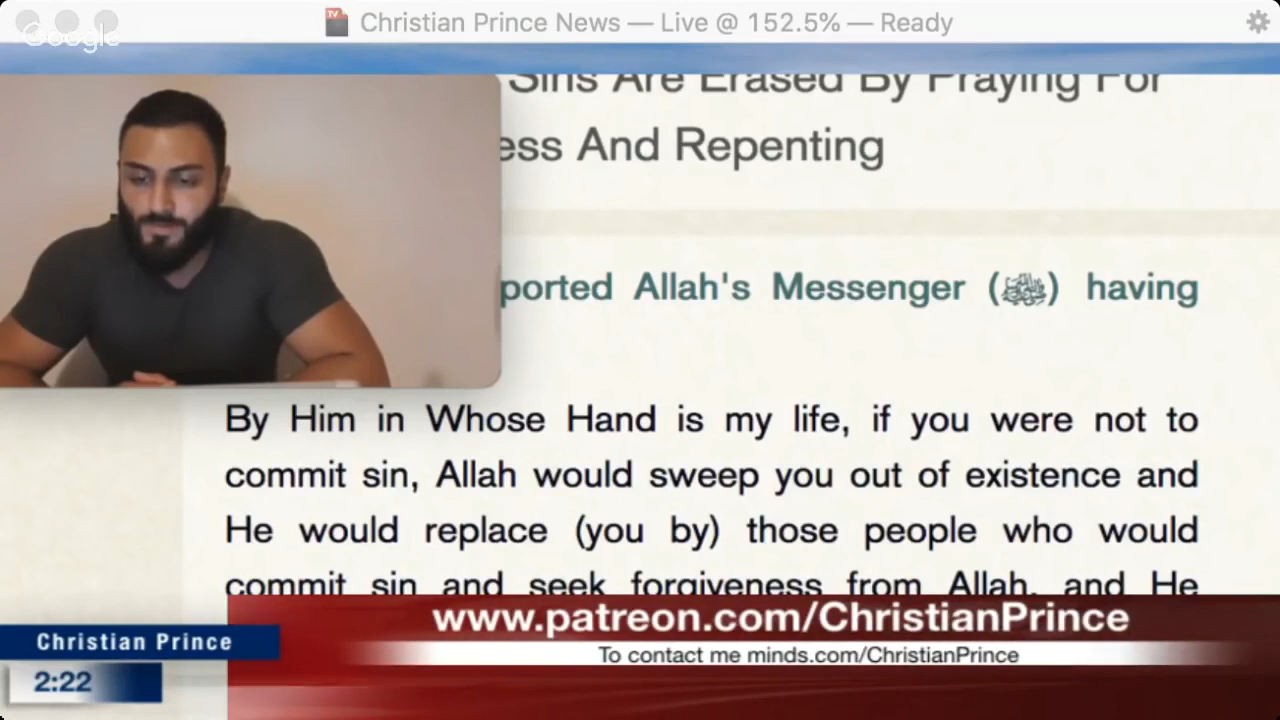 Christian Prince News — Live @ 152.5% — Ready
Google
Sins Are Erased By Praying For
ess And Repenting
ported Allah's Messenger (ﷺ) having
By Him in Whose Hand is my life, if you were not to
commit sin, Allah would sweep you out of existence and
He would replace (you by) those people who would
commit sin and seek forgiveness from Allah, and He
www.patreon.com/ChristianPrince
To contact me minds.com/ChristianPrince
Christian Prince
2:22